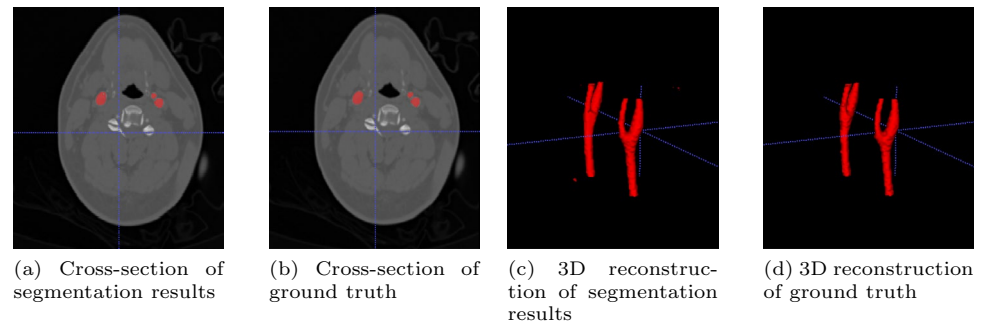 (a) Cross-section of
segmentation results
(b) Cross-section of
ground truth
(c) 3D reconstruc-
tion of segmentation
results
(d) 3D reconstruction
of ground truth